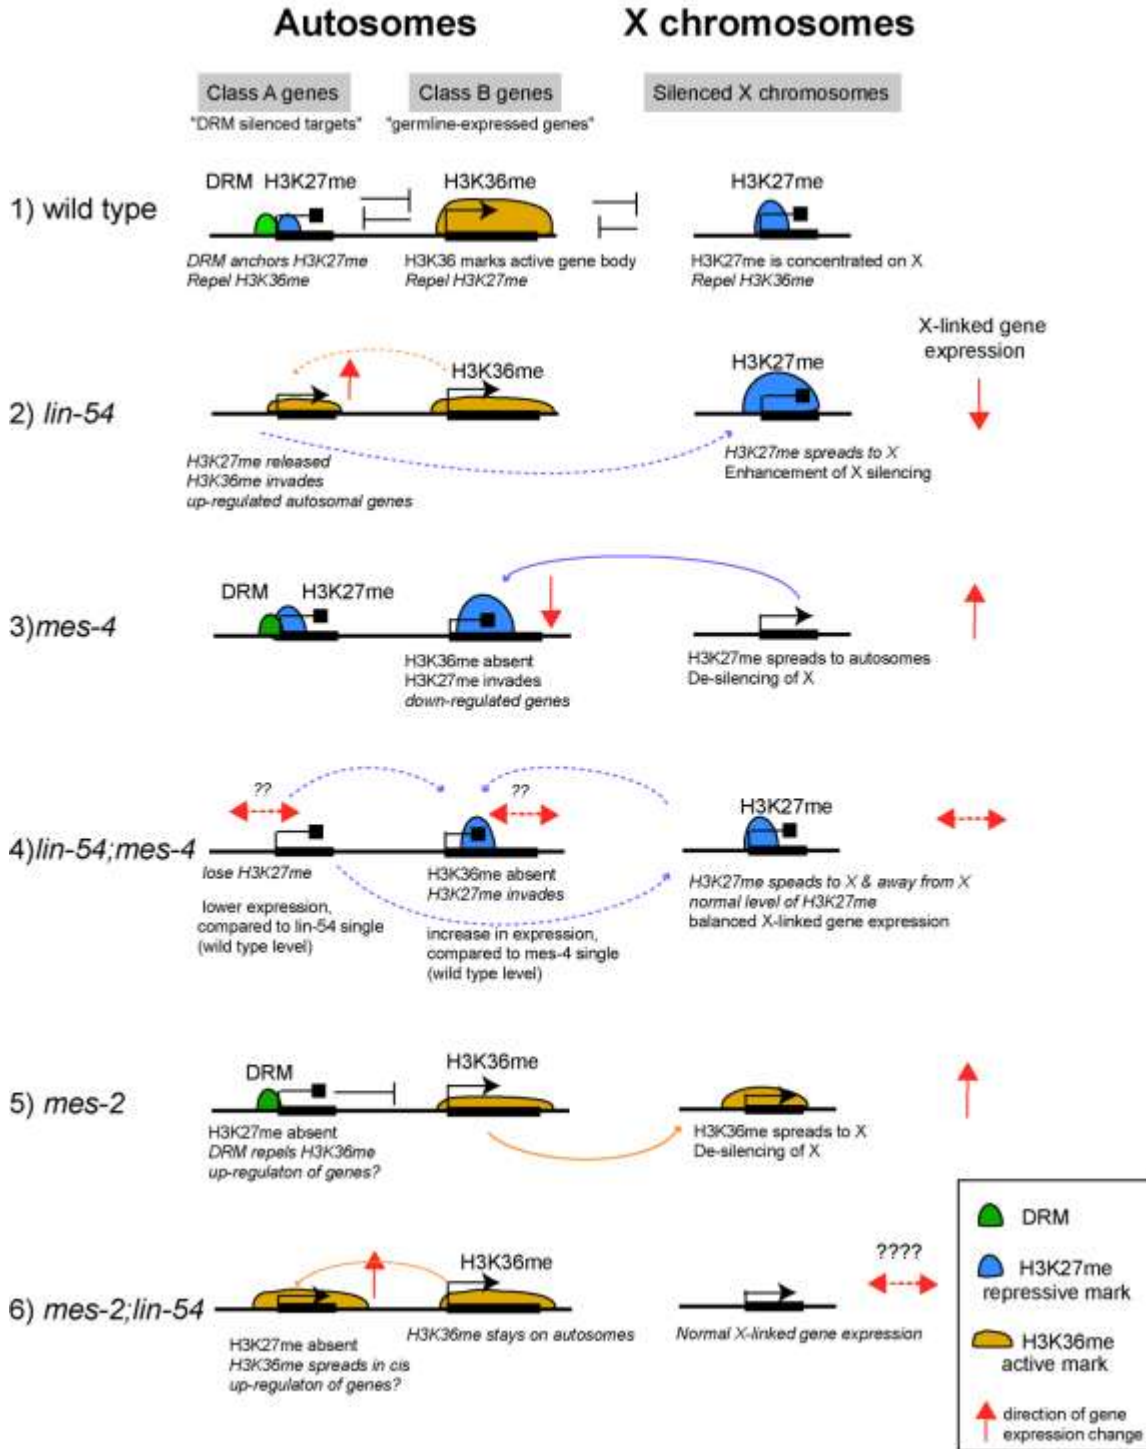 Autosomes
X chromosomes
Class A genes
Class B genes
Silenced X chromosomes
"DRM silenced targets"
"germline-expressed genes"
1) wild type
DRM H3K27me
H3K36me
H3K27me
DRM anchors H3K27me
Repel H3K36me
H3K36 marks active gene body
Repel H3K27me
H3K27me is concentrated on X
Repel H3K36me
X-linked gene
expression
2) lin-54
H3K36me
H3K27me
H3K27me released
H3K36me invades
up-regulated autosomal genes
H3K27me spreads to X
Enhancement of X silencing
3)mes-4
DRM
H3K27me
H3K36me absent
H3K27me invades
down-regulated genes
H3K27me spreads to autosomes
De-silencing of X
4)lin-54;mes-4
??
??
H3K27me
lose H3K27me
lower expression,
compared to lin-54 single
(wild type level)
H3K36me absent
H3K27me invades
increase in expression,
compared to mes-4 single
(wild type level)
H3K27me speads to X & away from X
normal level of H3K27me
balanced X-linked gene expression
5) mes-2
DRM
H3K36me
H3K27me absent
DRM repels H3K36me
up-regulaton of genes?
H3K36me spreads to X
De-silencing of X
6) mes-2;lin-54
H3K36me
????
H3K27me absent
H3K36me spreads in cis
up-regulaton of genes?
H3K36me stays on autosomes
Normal X-linked gene expression
DRM
H3K27me
repressive mark
H3K36me
active mark
direction of gene
expression change